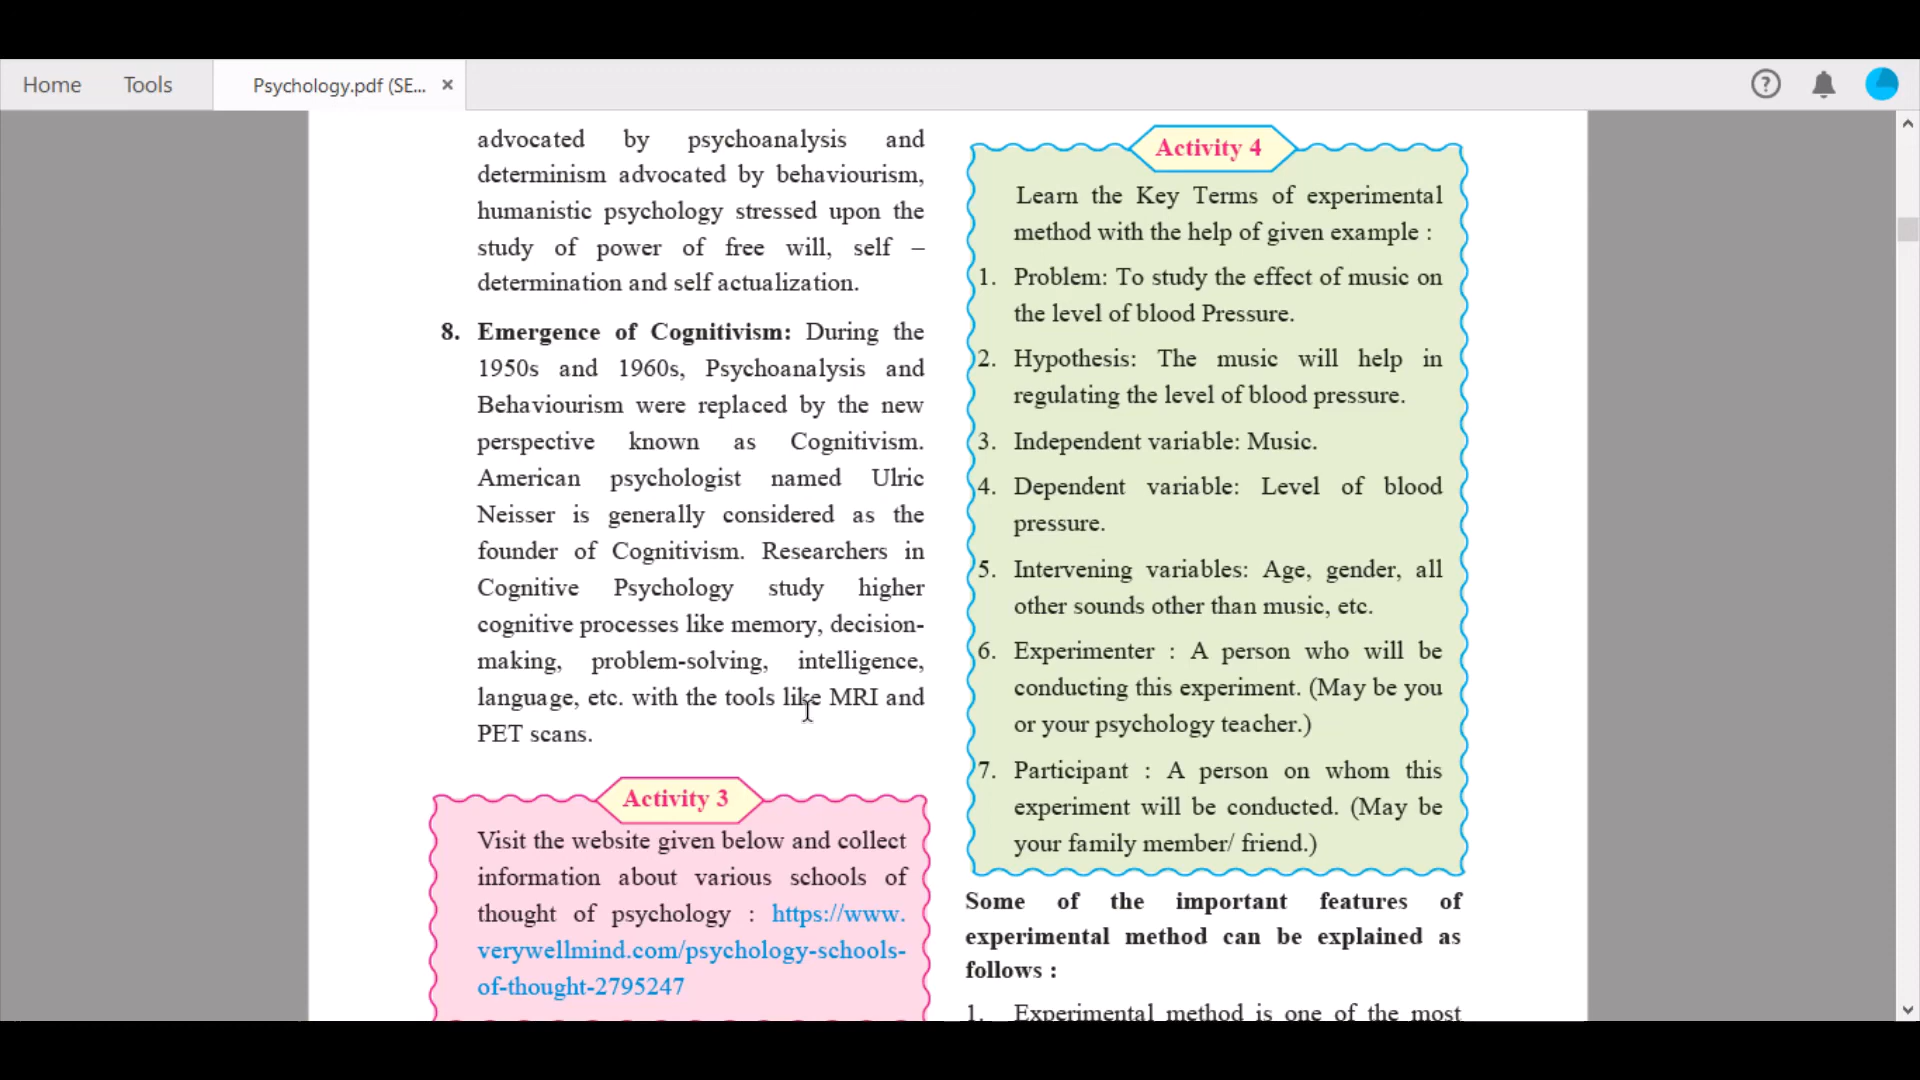 Home Tools Psychology.pdf (SE... ×
advocated by psychoanalysis and
determinism advocated by behaviourism,
humanistic psychology stressed upon the
study of power of free will, self –
determination and self actualization.
8. Emergence of Cognitivism: During the
1950s and 1960s, Psychoanalysis and
Behaviourism were replaced by the new
perspective known as Cognitivism.
American psychologist named Ulric
Neisser is generally considered as the
founder of Cognitivism. Researchers in
Cognitive Psychology study higher
cognitive processes like memory, decision-
making, problem-solving, intelligence,
language, etc. with the tools like MRI and
PET scans.
Activity 3
Visit the website given below and collect
information about various schools of
thought of psychology : https://www.
verywellmind.com/psychology-schools-
of-thought-2795247
Activity 4
Learn the Key Terms of experimental
method with the help of given example :
1. Problem: To study the effect of music on
the level of blood Pressure.
2. Hypothesis: The music will help in
regulating the level of blood pressure.
3. Independent variable: Music.
4. Dependent variable: Level of blood
pressure.
5. Intervening variables: Age, gender, all
other sounds other than music, etc.
6. Experimenter : A person who will be
conducting this experiment. (May be you
or your psychology teacher.)
7. Participant : A person on whom this
experiment will be conducted. (May be
your family member/ friend.)
Some of the important features of
experimental method can be explained as
follows :
1. Experimental method is one of the most